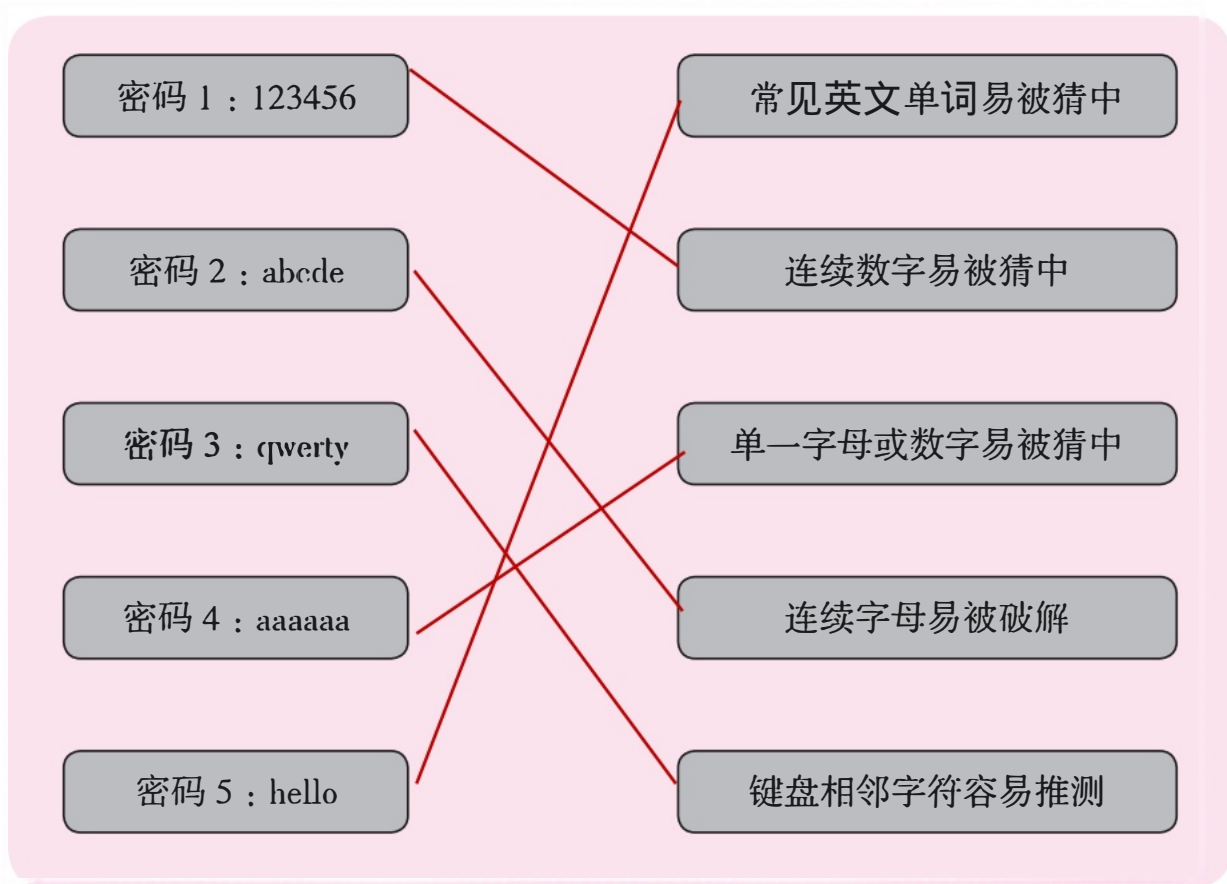 密码 1：123456
常见英文单词易被猜中
密码 2：abcde
连续数字易被猜中
密码 3：qwerty
单一字母或数字易被猜中
密码 4：aaaaaa
连续字母易被破解
密码 5：hello
键盘相邻字符容易推测